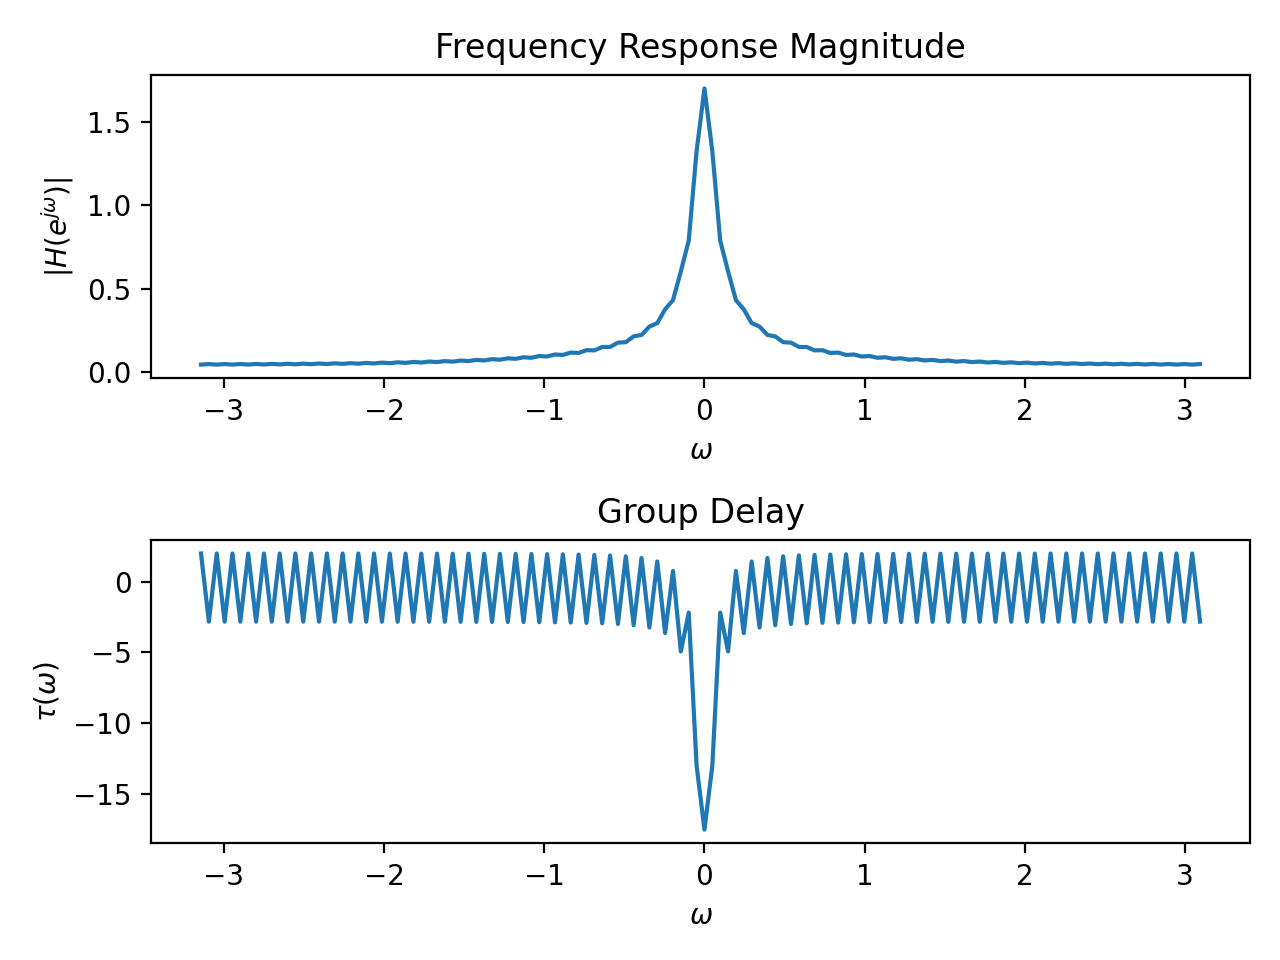 Frequency Response Magnitude
|H(e^{jω})|
1.5
1.0
0.5
0.0
−3 −2 −1 0 1 2 3
ω
Group Delay
τ(ω)
0
−5
−10
−15
−3 −2 −1 0 1 2 3
ω